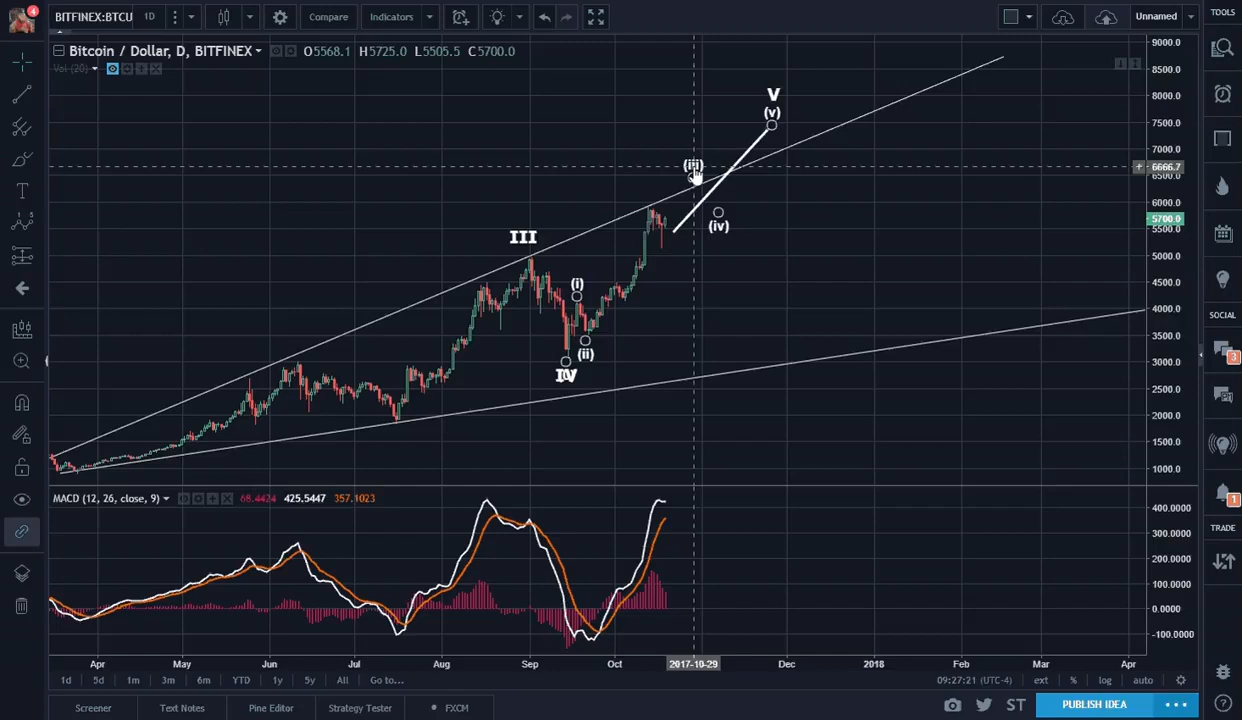 4
BITFINEX:BTCU 1D Compare Indicators Unnamed TOOLS
Bitcoin / Dollar, D, BITFINEX O5568.1 H5725.0 L5505.5 C5700.0
Vol (20)
9000.0
8500.0
8000.0
7500.0
7000.0
6666.7
6500.0
6000.0
5700.0
5500.0
5000.0
4500.0
4000.0
3500.0
3000.0
2500.0
2000.0
1500.0
1000.0
V
(v)
(iii)
(iv)
III
(i)
(ii)
IV
SOCIAL
3
1
TRADE
MACD (12, 26, close, 9) 68.4424 425.5447 357.1023
400.0000
300.0000
200.0000
100.0000
0.0000
-100.0000
Apr May Jun Jul Aug Sep Oct 2017-10-29 Dec 2018 Feb Mar Apr
1d 5d 1m 3m 6m YTD 1y 5y All Go to... 09:27:21 (UTC-4) ext % log auto
Screener Text Notes Pine Editor Strategy Tester FXCM ST PUBLISH IDEA